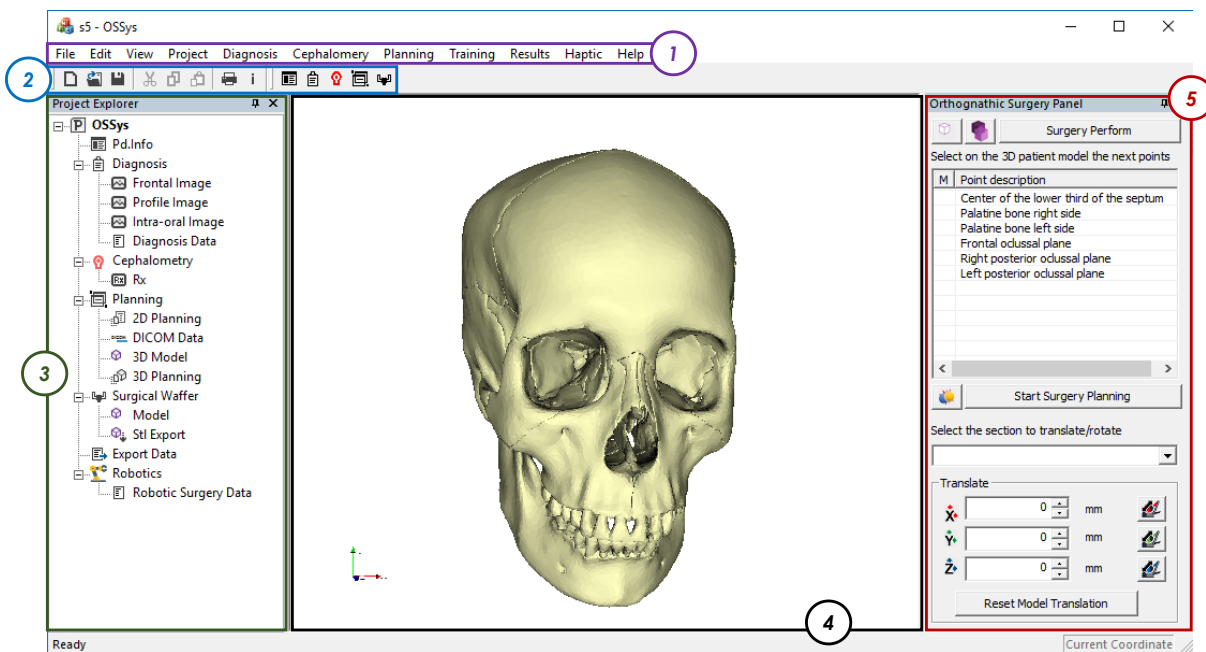 s5 - OSSys
File Edit View Project Diagnosis Cephalomery Planning Training Results Haptic Help
1
2
Project Explorer
OSSys
Pd.Info
Diagnosis
Frontal Image
Profile Image
Intra-oral Image
Diagnosis Data
Cephalometry
Rx Rx
Planning
2D Planning
DICOM Data
3D Model
3D Planning
3
Surgical Waffer
Model
Stl Export
Export Data
Robotics
Robotic Surgery Data
4
Orthognathic Surgery Panel
5
Surgery Perform
Select on the 3D patient model the next points
M Point description
Center of the lower third of the septum
Palatine bone right side
Palatine bone left side
Frontal oclussal plane
Right posterior oclussal plane
Left posterior oclussal plane
Start Surgery Planning
Select the section to translate/rotate
Translate
X 0 mm
Y 0 mm
Z 0 mm
Reset Model Translation
Ready
Current Coordinate